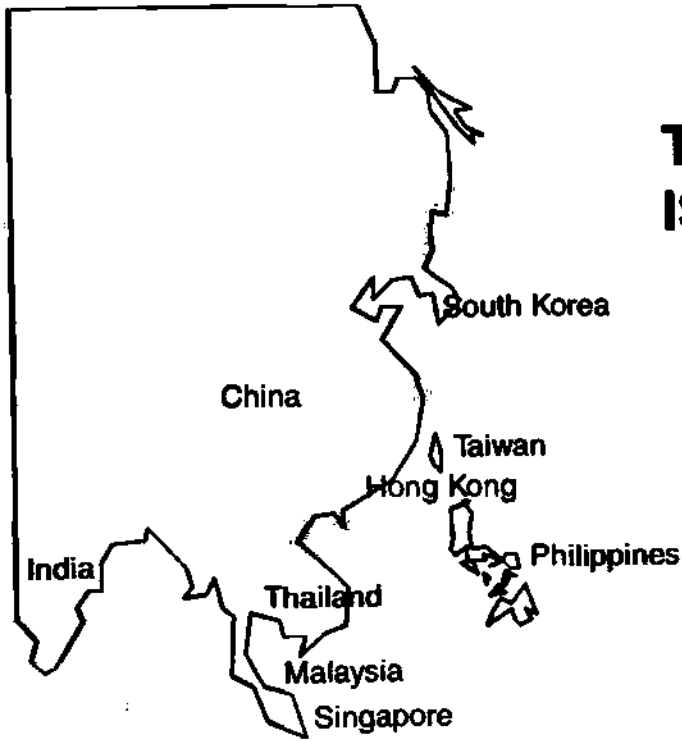 South Korea
China
Taiwan
Hong Kong
Philippines
India
Thailand
Malaysia
Singapore